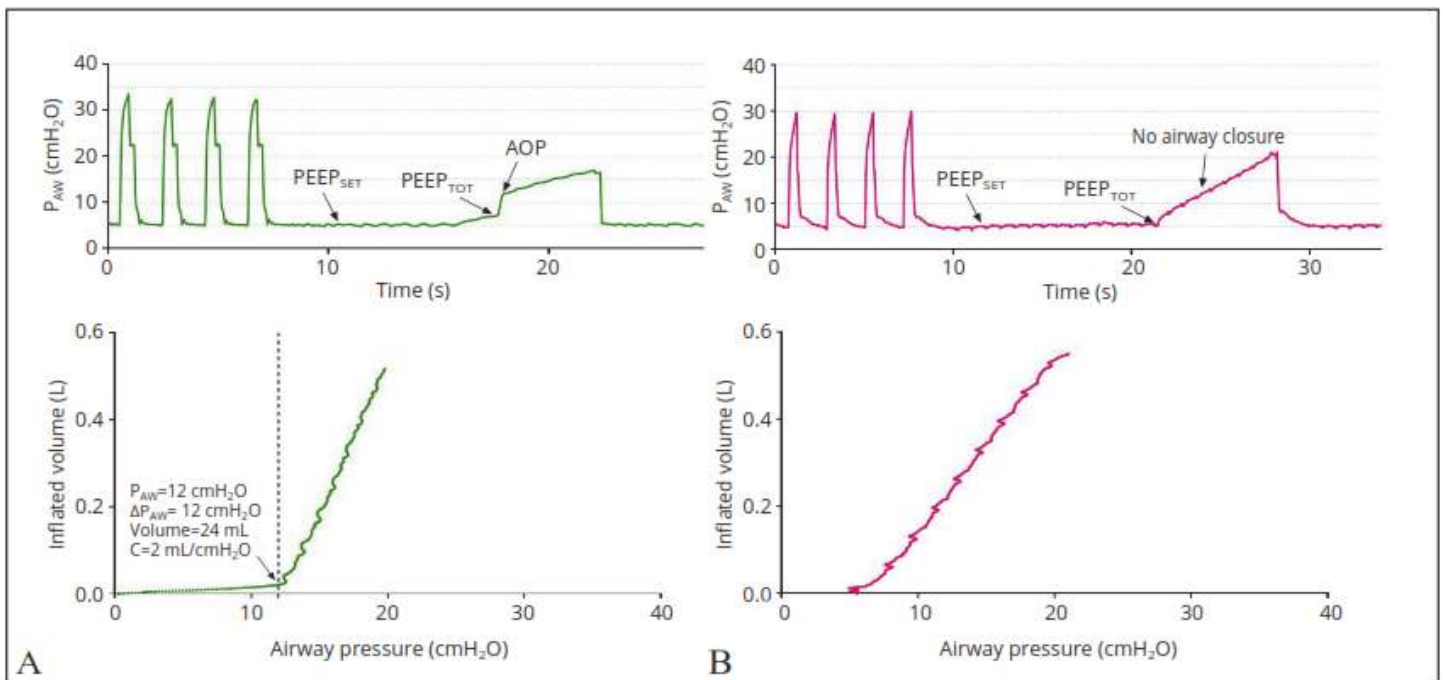 40
30
20
10
0
P_AW (cmH₂O)
PEEP_SET
PEEP_TOT
AOP
0
10
20
Time (s)
40
30
20
10
0
P_AW (cmH₂O)
PEEP_SET
PEEP_TOT
No airway closure
0
10
20
30
Time (s)
0.6
0.4
0.2
0.0
Inflated volume (L)
P_AW=12 cmH₂O
ΔP_AW= 12 cmH₂O
Volume=24 mL
C=2 mL/cmH₂O
0
10
20
30
40
Airway pressure (cmH₂O)
A
0.6
0.4
0.2
0.0
Inflated volume (L)
0
10
20
30
40
Airway pressure (cmH₂O)
B